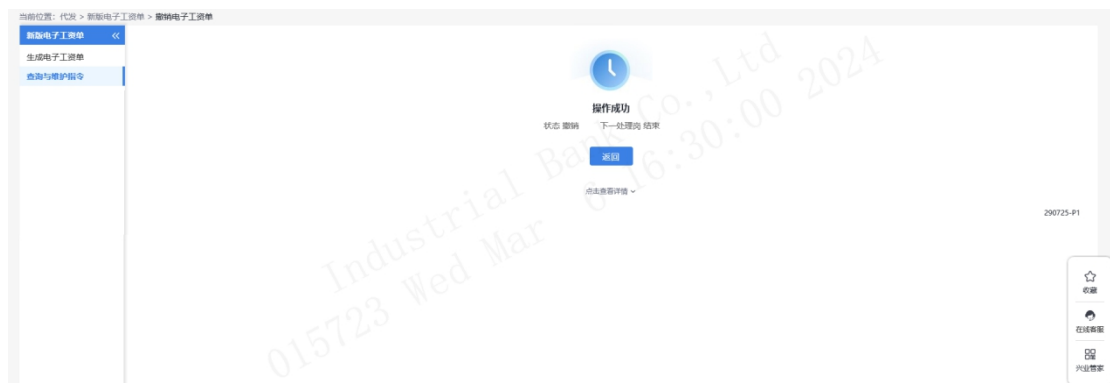 当前位置：代发 > 新版电子工资单 > 撤销电子工资单
新版电子工资单 «
生成电子工资单
查询与维护指令
操作成功
状态 撤销 下一处理岗 结束
返回
点击查看详情
290725-P1
收藏
在线客服
兴业管家
Industrial Bank Co., Ltd
015723 Wed Mar 6 16:30:00 2024